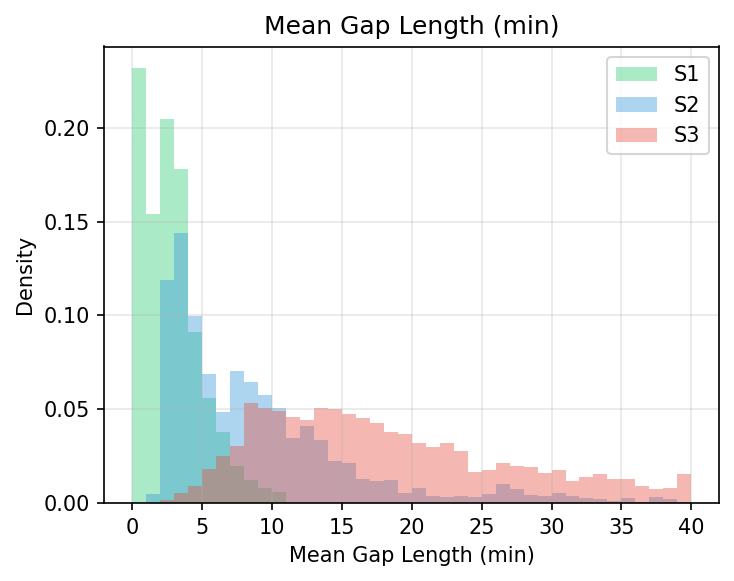 Mean Gap Length (min)
S1
S2
S3
Density
0.20
0.15
0.10
0.05
0.00
0 5 10 15 20 25 30 35 40
Mean Gap Length (min)